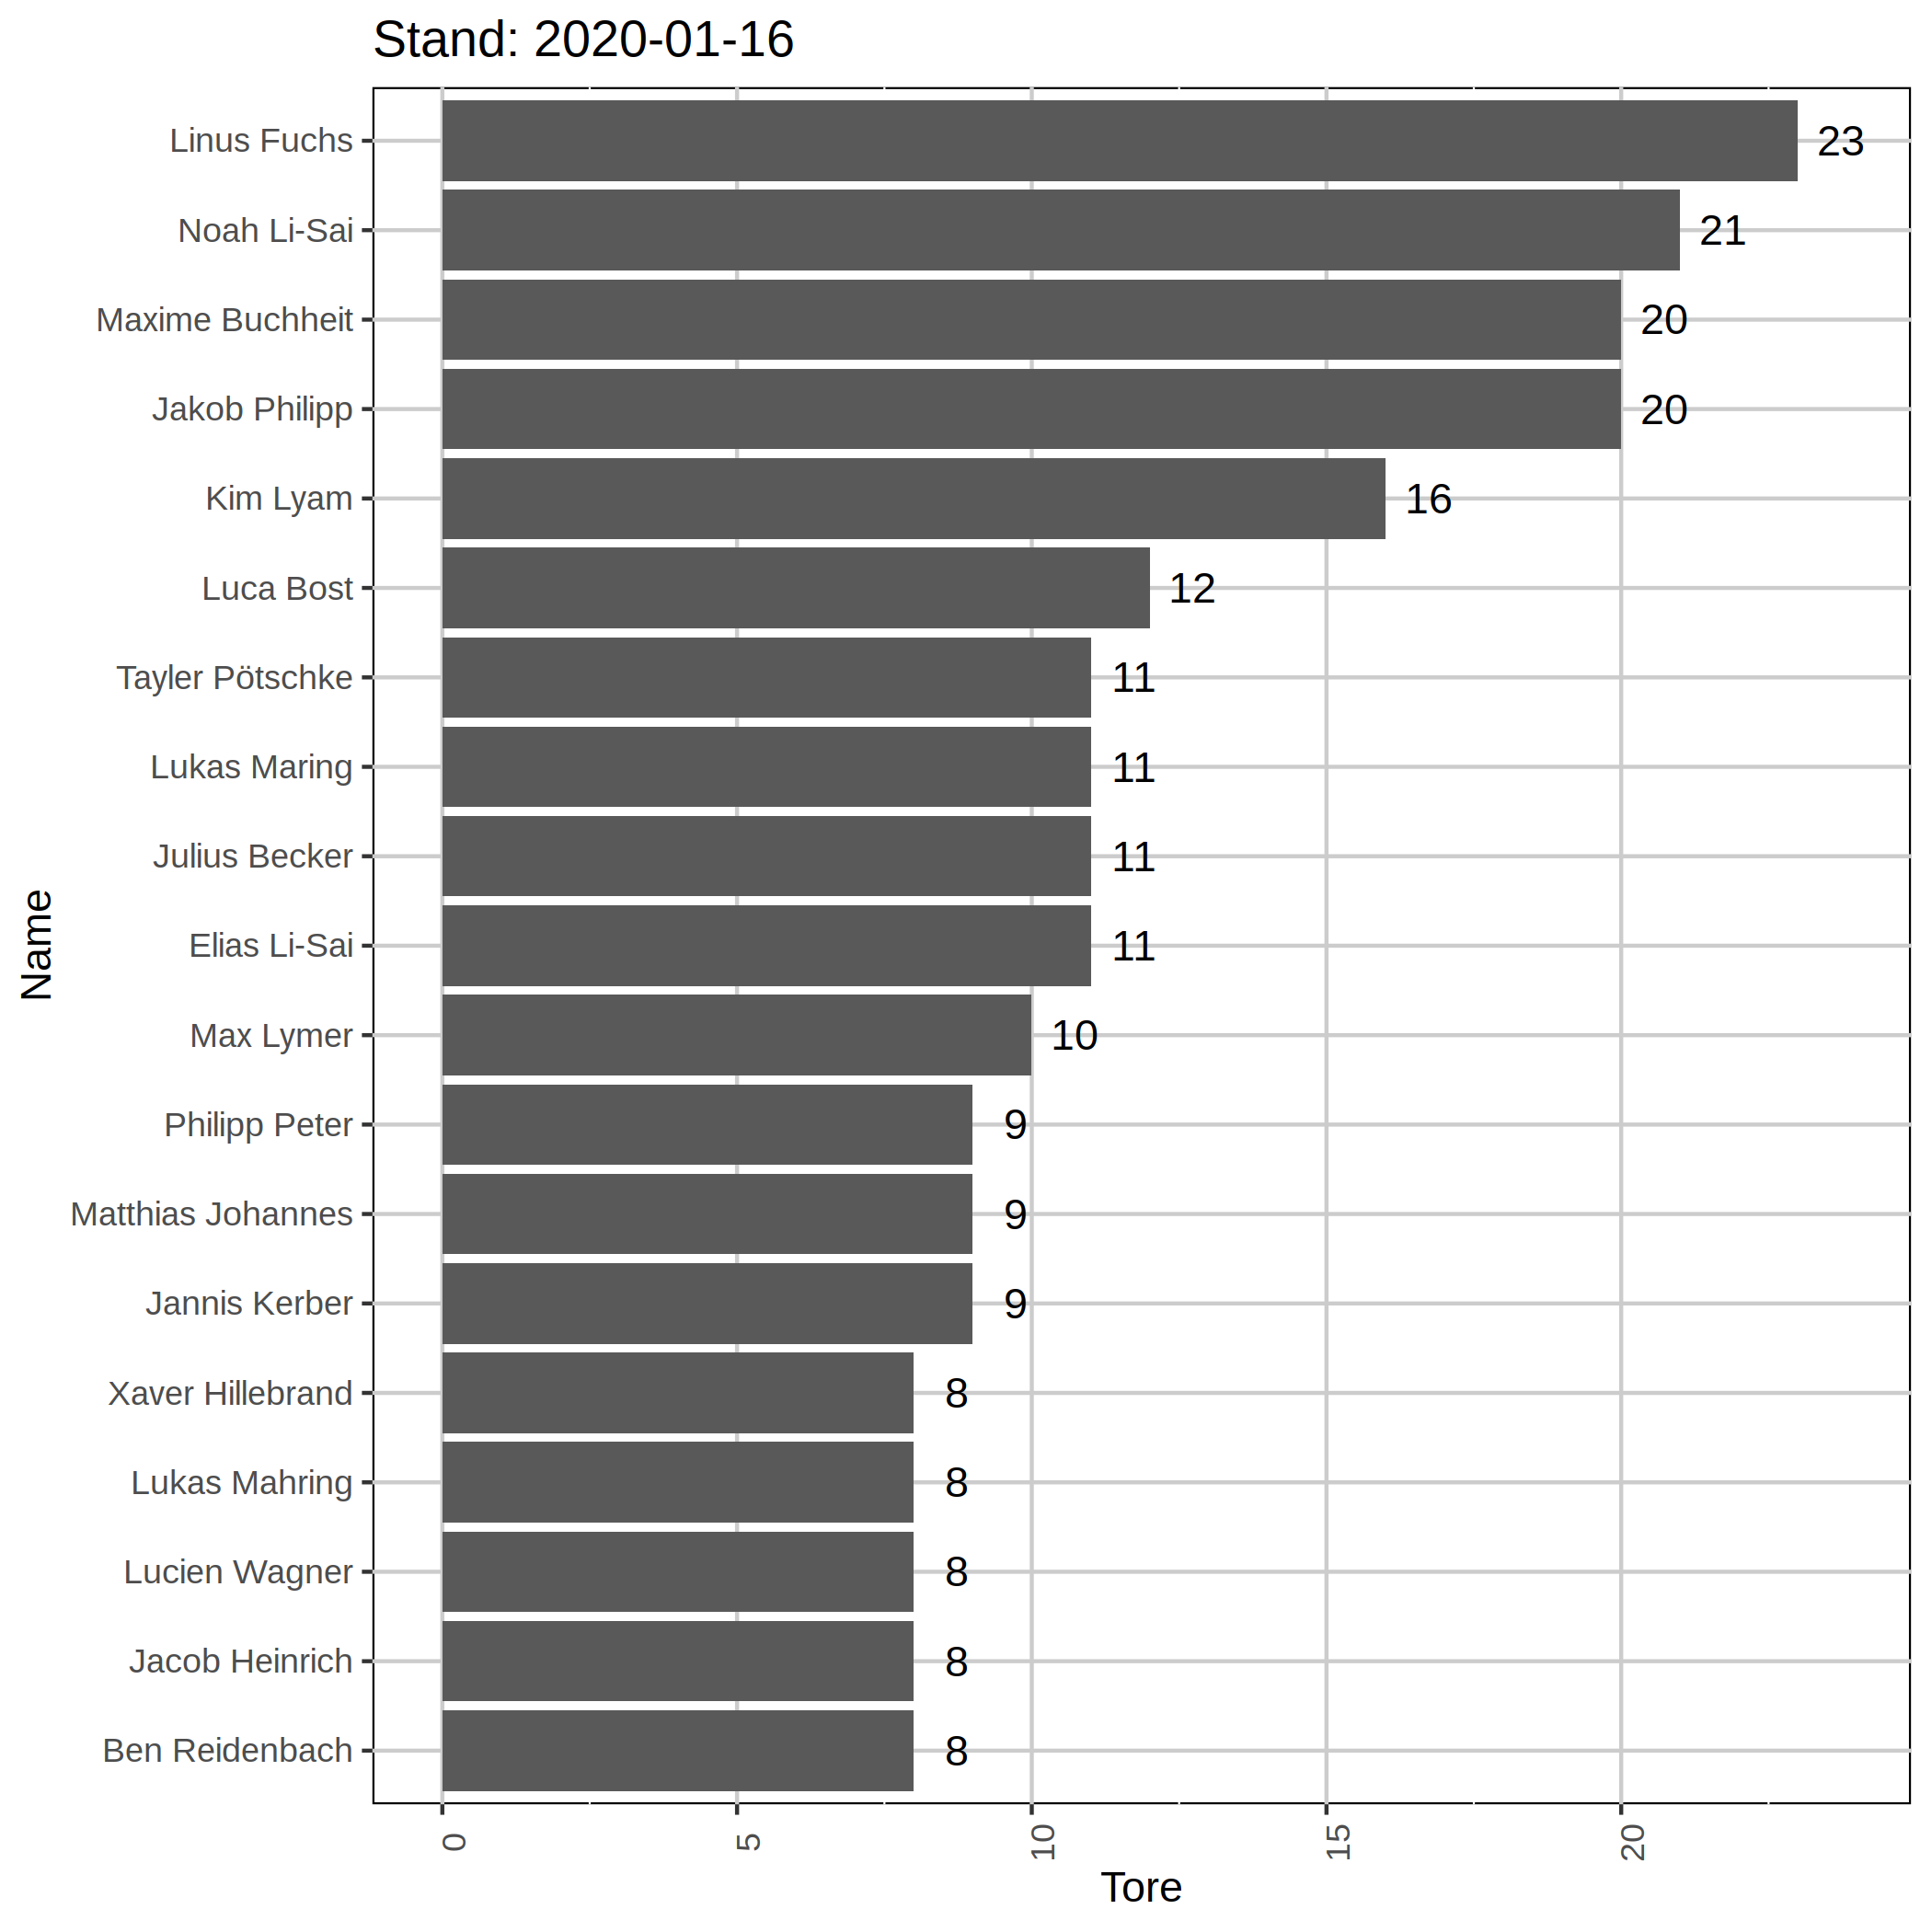 Stand: 2020-01-16
Name
Linus Fuchs 23
Noah Li-Sai 21
Maxime Buchheit 20
Jakob Philipp 20
Kim Lyam 16
Luca Bost 12
Tayler Pötschke 11
Lukas Maring 11
Julius Becker 11
Elias Li-Sai 11
Max Lymer 10
Philipp Peter 9
Matthias Johannes 9
Jannis Kerber 9
Xaver Hillebrand 8
Lukas Mahring 8
Lucien Wagner 8
Jacob Heinrich 8
Ben Reidenbach 8
0 5 10 15 20
Tore